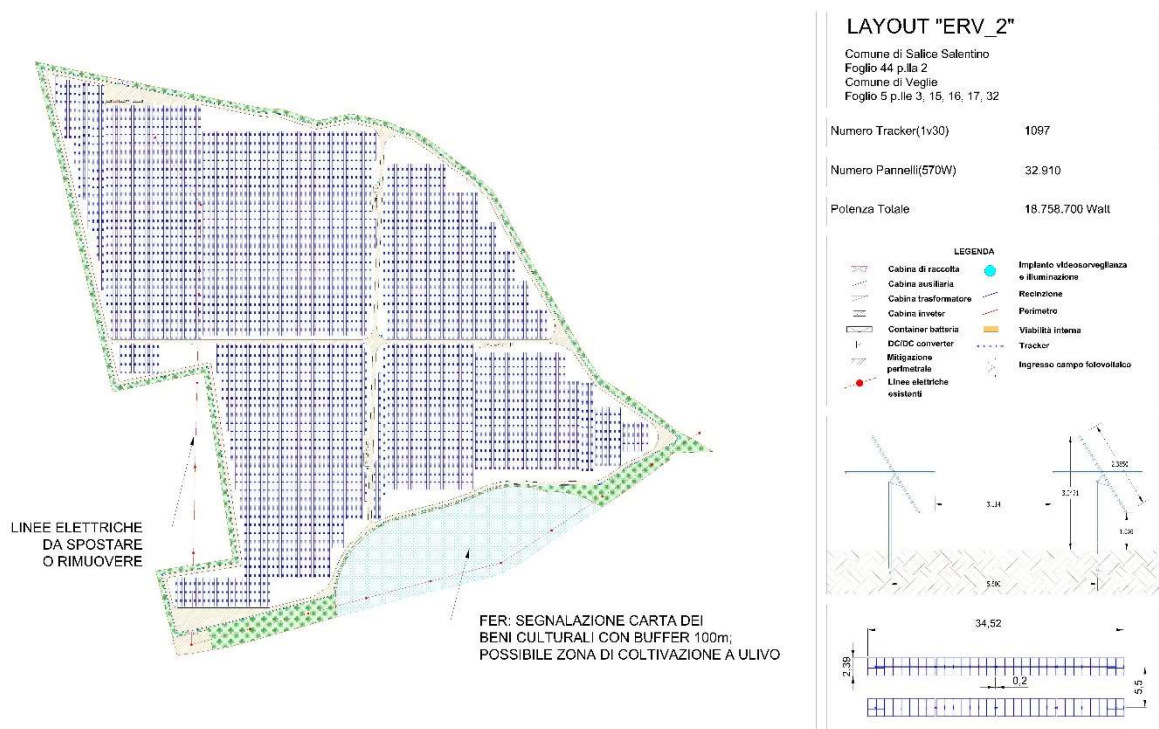 LAYOUT "ERV_2"
Comune di Salice Salentino
Foglio 44 p.lla 2
Comune di Veglie
Foglio 5 p.lle 3, 15, 16, 17, 32
Numero Tracker(1v30) 1097
Numero Pannelli(570W) 32.910
Potenza Totale 18.758.700 Watt
LEGENDA
Cabina di raccolta
Cabina ausiliaria
Cabina trasformatore
Cabina inveter
Container batteria
DC/DC converter
Mitigazione
perimetrale
Linee elettriche
esistenti
Impianto videosorveglianza
e illuminazione
Recinzione
Perimetro
Viabilità interna
Tracker
Ingresso campo fotovoltaico
LINEE ELETTRICHE
DA SPOSTARE
O RIMUOVERE
FER: SEGNALAZIONE CARTA DEI
BENI CULTURALI CON BUFFER 100m;
POSSIBILE ZONA DI COLTIVAZIONE A ULIVO
2.3850
34,52
2,39
0,2
5,5